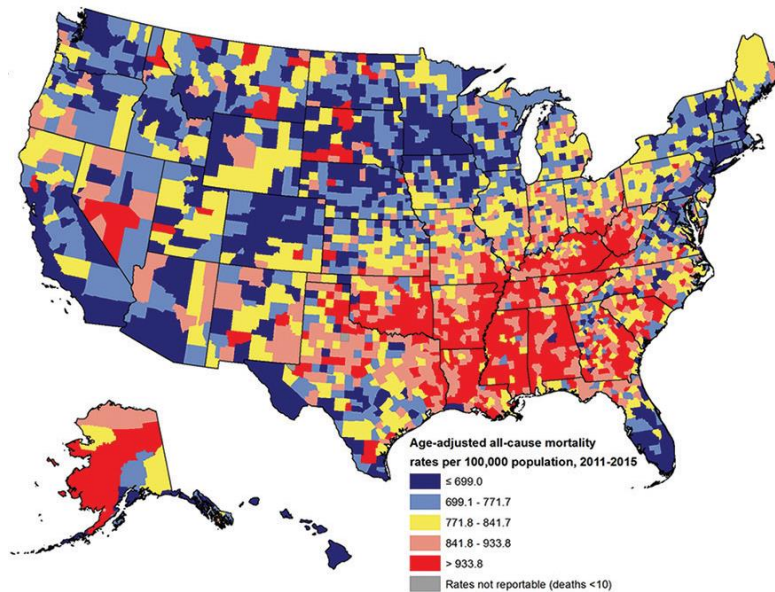 Age-adjusted all-cause mortality
rates per 100,000 population, 2011-2015
≤ 699.0
699.1 - 771.7
771.8 - 841.7
841.8 - 933.8
> 933.8
Rates not reportable (deaths <10)